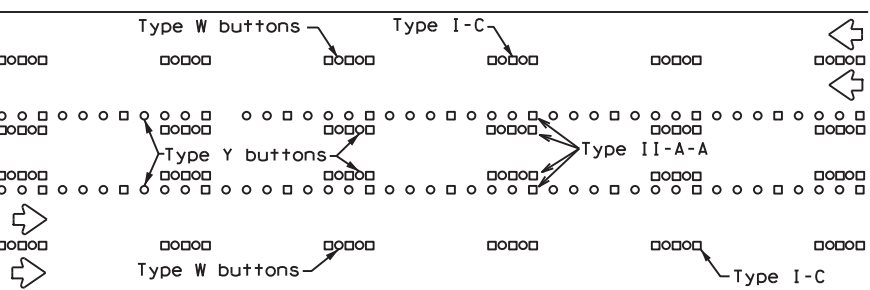 Type W buttons
Type I-C
Type Y buttons
Type II-A-A
Type W buttons
Type I-C